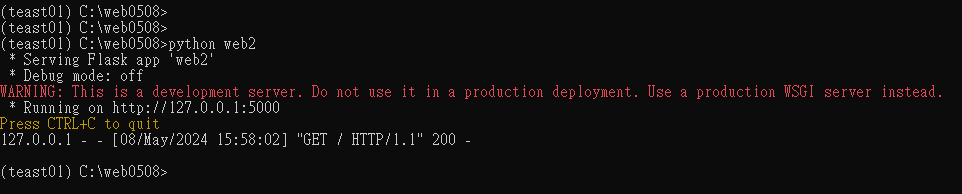 (teast01) C:\web0508>
(teast01) C:\web0508>
(teast01) C:\web0508>python web2
 * Serving Flask app 'web2'
 * Debug mode: off
WARNING: This is a development server. Do not use it in a production deployment. Use a production WSGI server instead.
 * Running on http://127.0.0.1:5000
Press CTRL+C to quit
127.0.0.1 - - [08/May/2024 15:58:02] "GET / HTTP/1.1" 200 -
(teast01) C:\web0508>